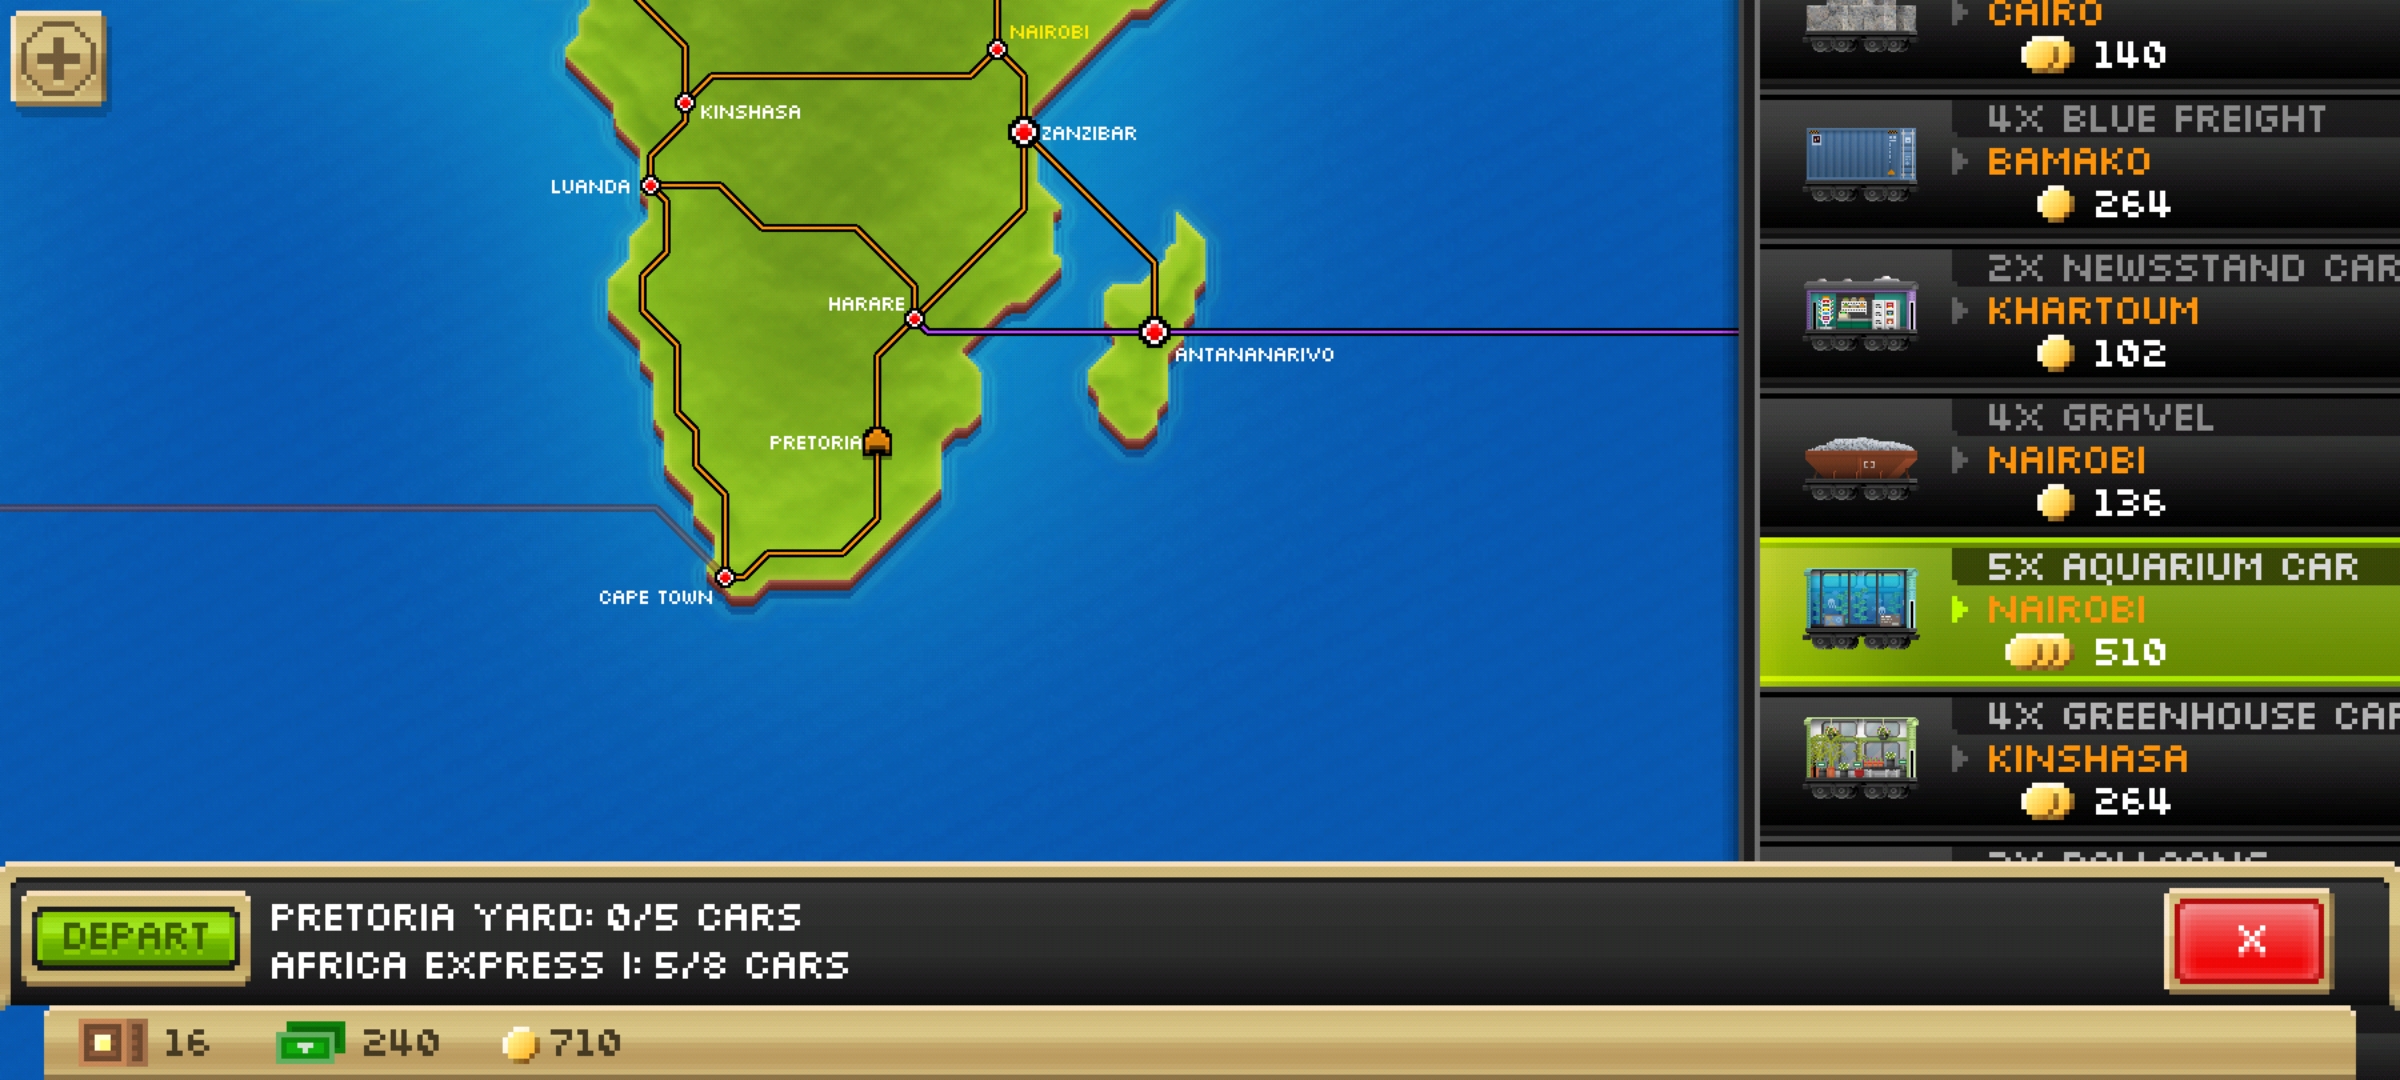 NAIROBI
KINSHASA
ZANZIBAR
LUANDA
HARARE
ANTANANARIVO
PRETORIA
CAPE TOWN
CAIRO
140
4X BLUE FREIGHT
BAMAKO
264
2X NEWSSTAND CAR
KHARTOUM
102
4X GRAVEL
NAIROBI
136
5X AQUARIUM CAR
NAIROBI
510
4X GREENHOUSE CAR
KINSHASA
264
DEPART
PRETORIA YARD: 0/5 CARS
AFRICA EXPRESS I: 5/8 CARS
X
16
240
710